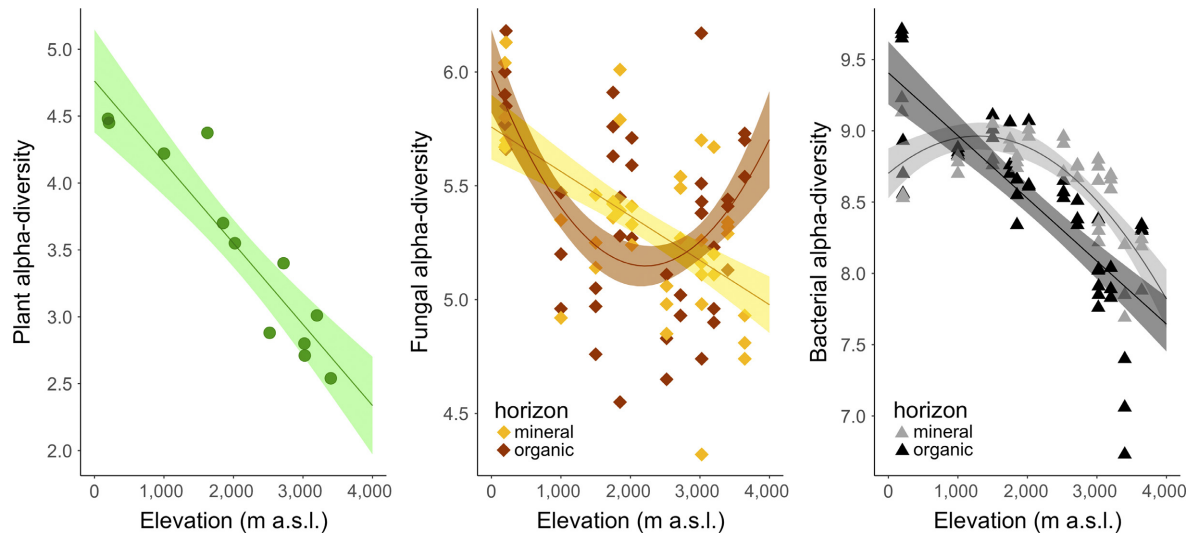 Plant alpha-diversity
5.0
4.5
4.0
3.5
3.0
2.5
2.0
0 1,000 2,000 3,000 4,000
Elevation (m a.s.l.)
Fungal alpha-diversity
6.0
5.5
5.0
4.5
horizon
mineral
organic
0 1,000 2,000 3,000 4,000
Elevation (m a.s.l.)
Bacterial alpha-diversity
9.5
9.0
8.5
8.0
7.5
7.0
horizon
mineral
organic
0 1,000 2,000 3,000 4,000
Elevation (m a.s.l.)